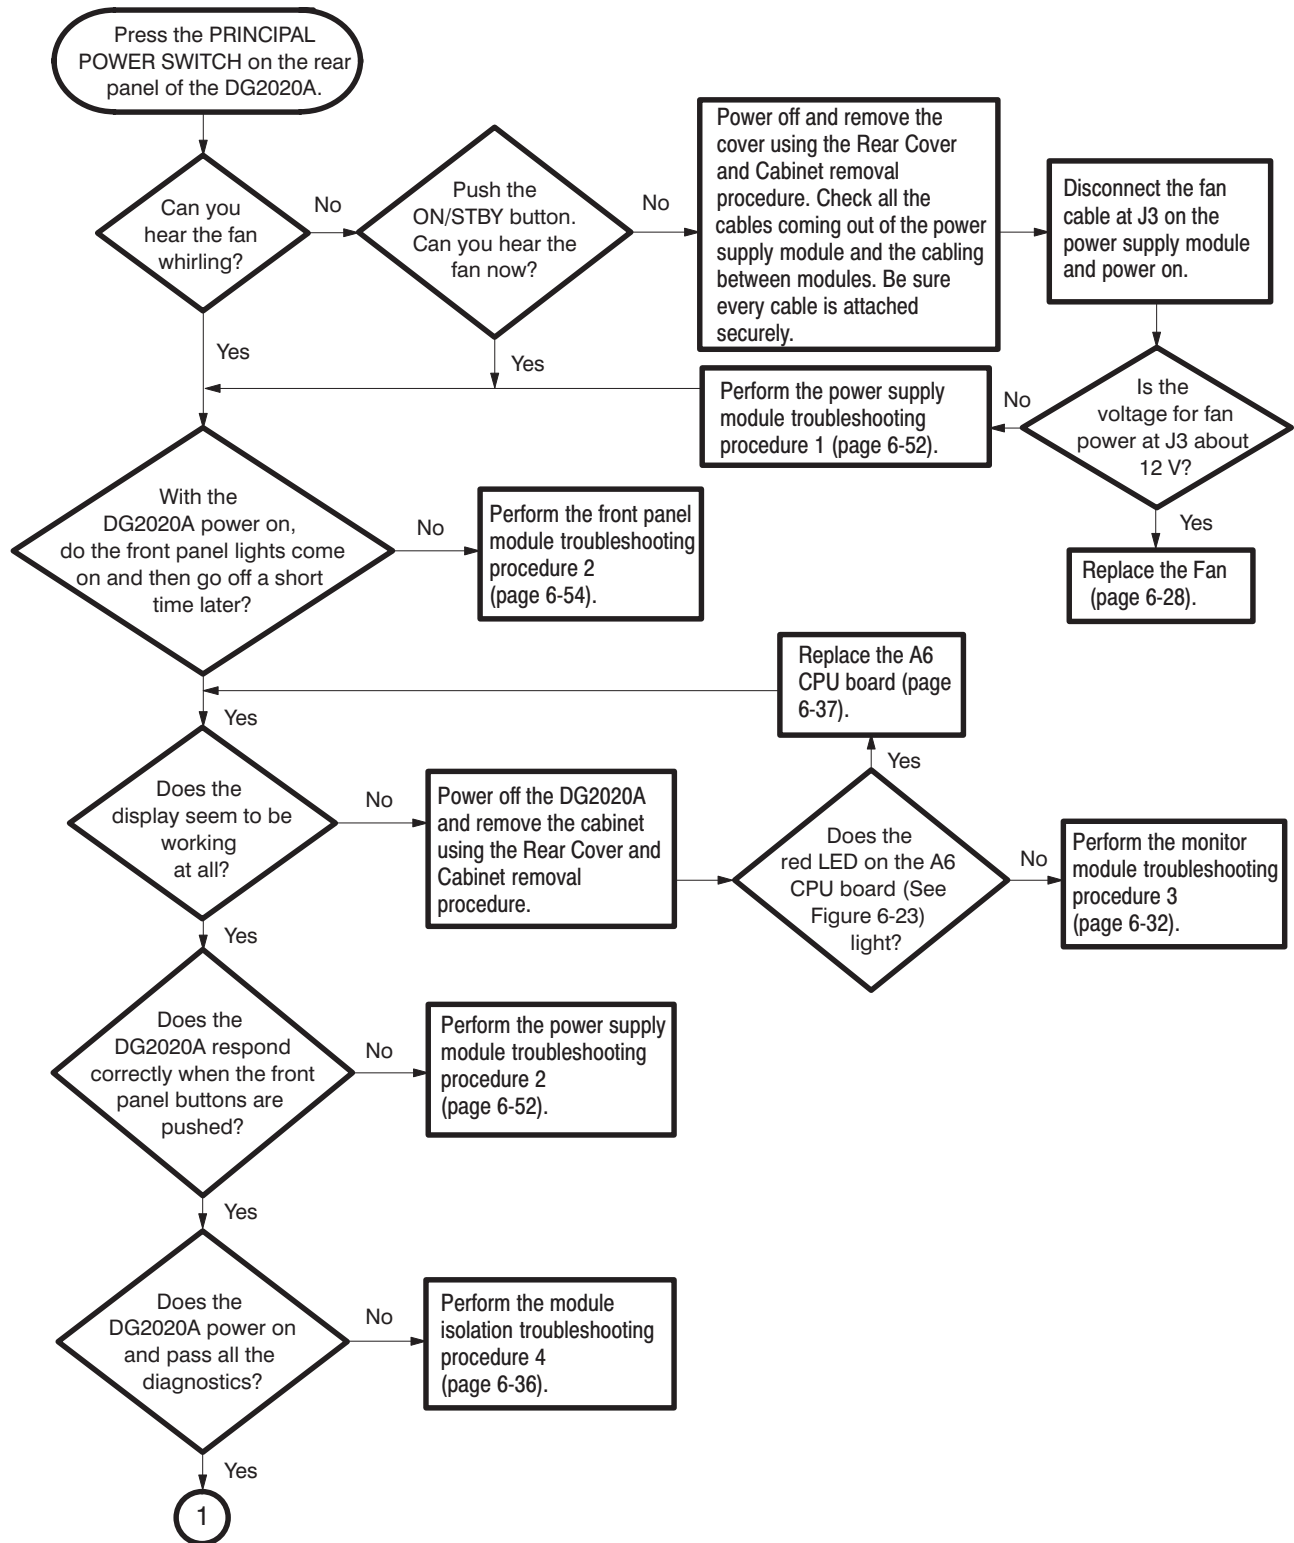 Press the PRINCIPAL
POWER SWITCH on the rear
panel of the DG2020A.
Can you
hear the fan
whirling?
No
Push the
ON/STBY button.
Can you hear the
fan now?
No
Power off and remove the
cover using the Rear Cover
and Cabinet removal
procedure. Check all the
cables coming out of the power
supply module and the cabling
between modules. Be sure
every cable is attached
securely.
Disconnect the fan
cable at J3 on the
power supply module
and power on.
Yes
Yes
Perform the power supply
module troubleshooting
procedure 1 (page 6-52).
No
Is the
voltage for fan
power at J3 about
12 V?
Yes
Replace the Fan
(page 6-28).
With the
DG2020A power on,
do the front panel lights come
on and then go off a short
time later?
No
Perform the front panel
module troubleshooting
procedure 2
(page 6-54).
Yes
Replace the A6
CPU board (page
6-37).
Yes
Does the
display seem to be
working
at all?
No
Power off the DG2020A
and remove the cabinet
using the Rear Cover and
Cabinet removal
procedure.
Does the
red LED on the A6
CPU board (See
Figure 6-23)
light?
No
Perform the monitor
module troubleshooting
procedure 3
(page 6-32).
Yes
Does the
DG2020A respond
correctly when the front
panel buttons are
pushed?
No
Perform the power supply
module troubleshooting
procedure 2
(page 6-52).
Yes
Does the
DG2020A power on
and pass all the
diagnostics?
No
Perform the module
isolation troubleshooting
procedure 4
(page 6-36).
Yes
1